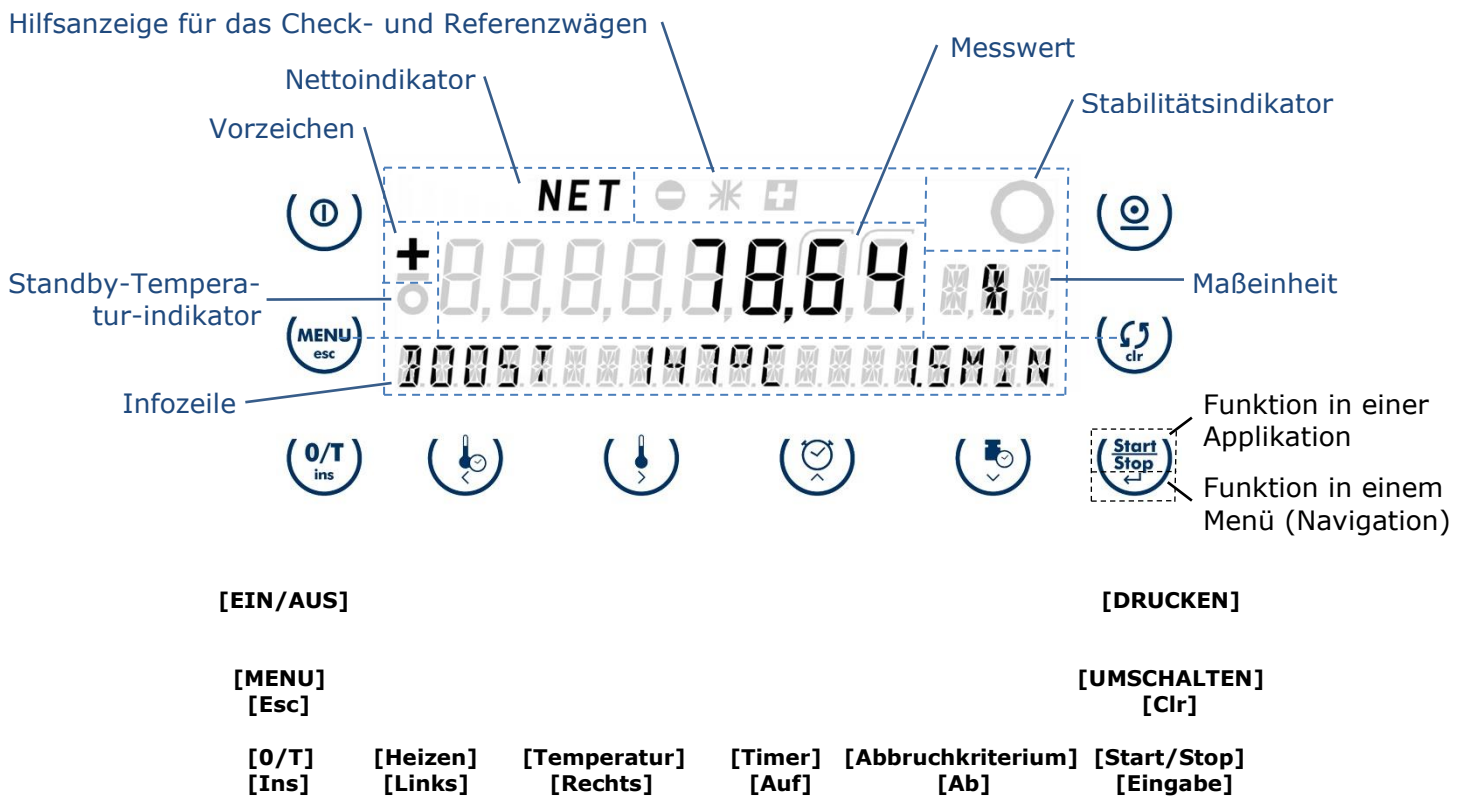 Hilfsanzeige für das Check- und Referenzwägen
Messwert
Nettoindikator
Stabilitätsindikator
Vorzeichen
NET
+
78,64
%
Standby-Tempera-
tur-indikator
Maßeinheit
MENU
esc
clr
BOOST 147°C 1.5MIN
Infozeile
Funktion in einer
Applikation
0/T
ins
<
>
^
Start
Stop
Funktion in einem
Menü (Navigation)
[EIN/AUS] [DRUCKEN]
[MENU] [UMSCHALTEN]
[Esc] [Clr]
[0/T] [Heizen] [Temperatur] [Timer] [Abbruchkriterium] [Start/Stop]
[Ins] [Links] [Rechts] [Auf] [Ab] [Eingabe]